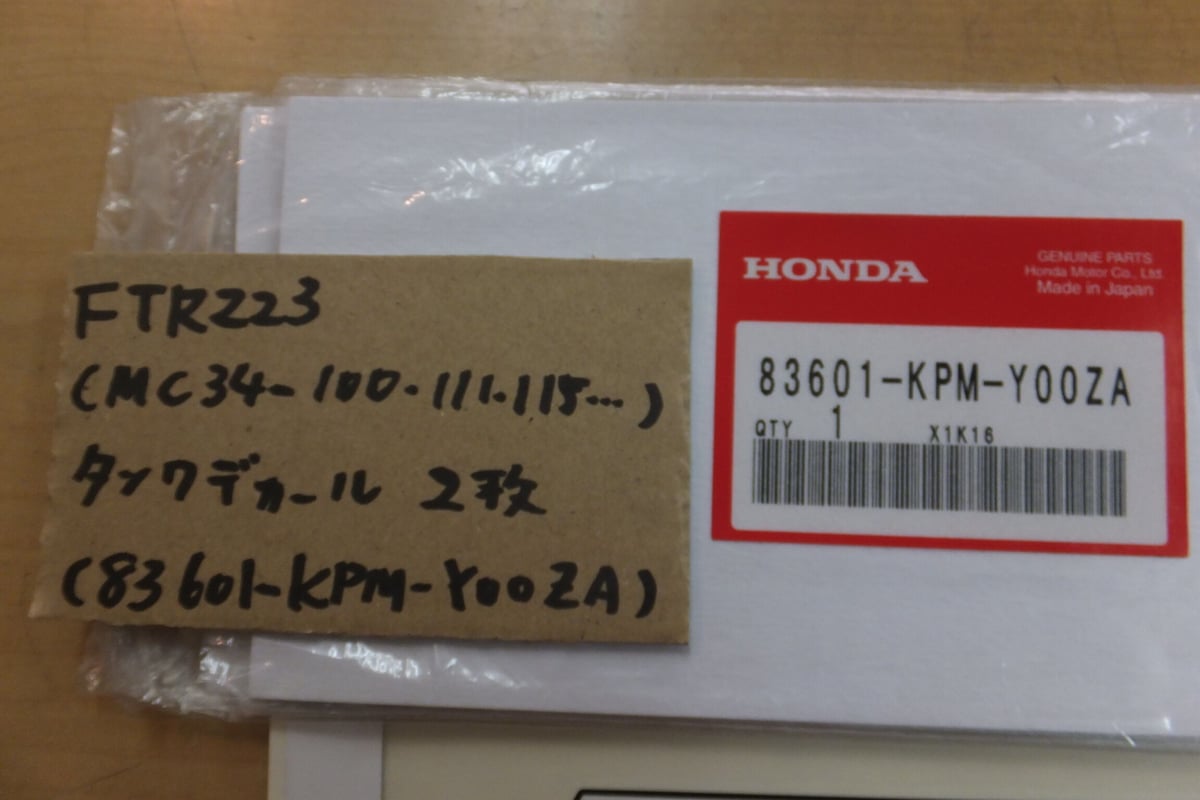 FTR223
(MC34-100.111.115…)
タックデカール 2枚
(83601-KPM-Y00ZA)
HONDA
GENUINE PARTS
Honda Motor Co., Ltd.
Made in Japan
83601-KPM-Y00ZA
QTY 1 X1K16